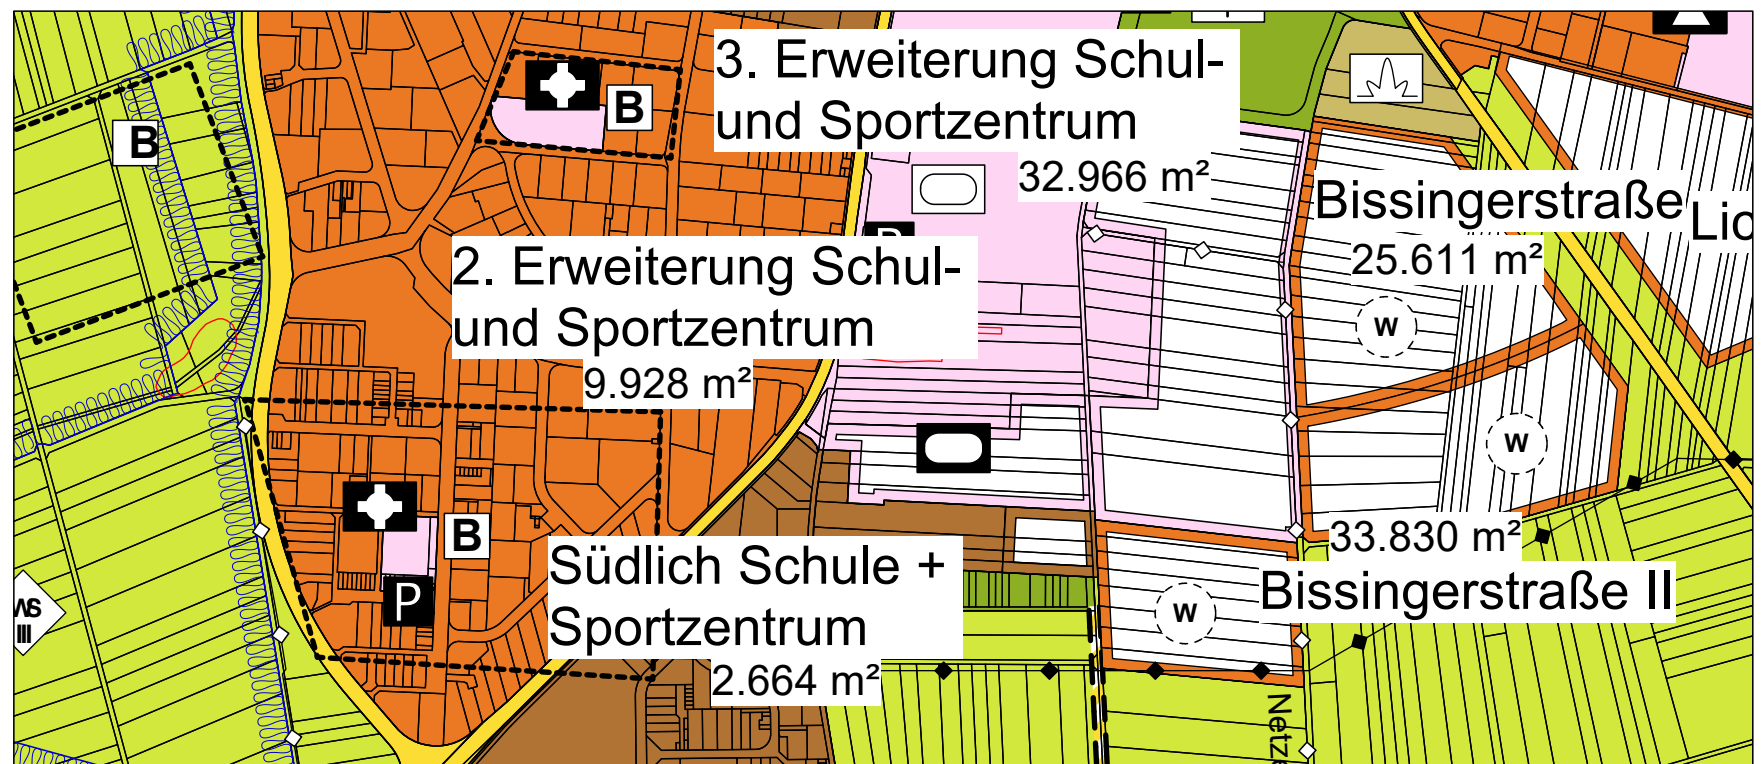 3. Erweiterung Schul-
und Sportzentrum
32.966 m²
B
B
Bissingerstraße
25.611 m²
2. Erweiterung Schul-
und Sportzentrum
9.928 m²
W
W
B
P
33.830 m²
Bissingerstraße II
Südlich Schule +
Sportzentrum
2.664 m²
W
III